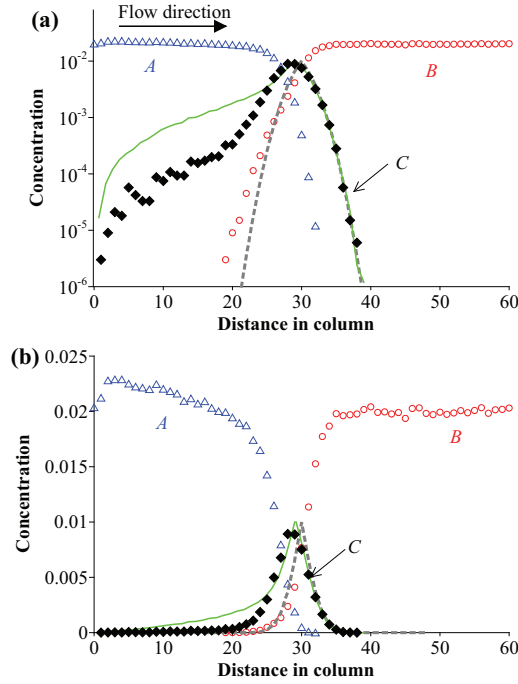 (a)
Flow direction
10-2
10-3
10-4
10-5
10-6
Concentration
A
B
C
0 10 20 30 40 50 60
Distance in column
(b)
0.025
0.02
0.015
0.01
0.005
0
Concentration
A
B
C
0 10 20 30 40 50 60
Distance in column